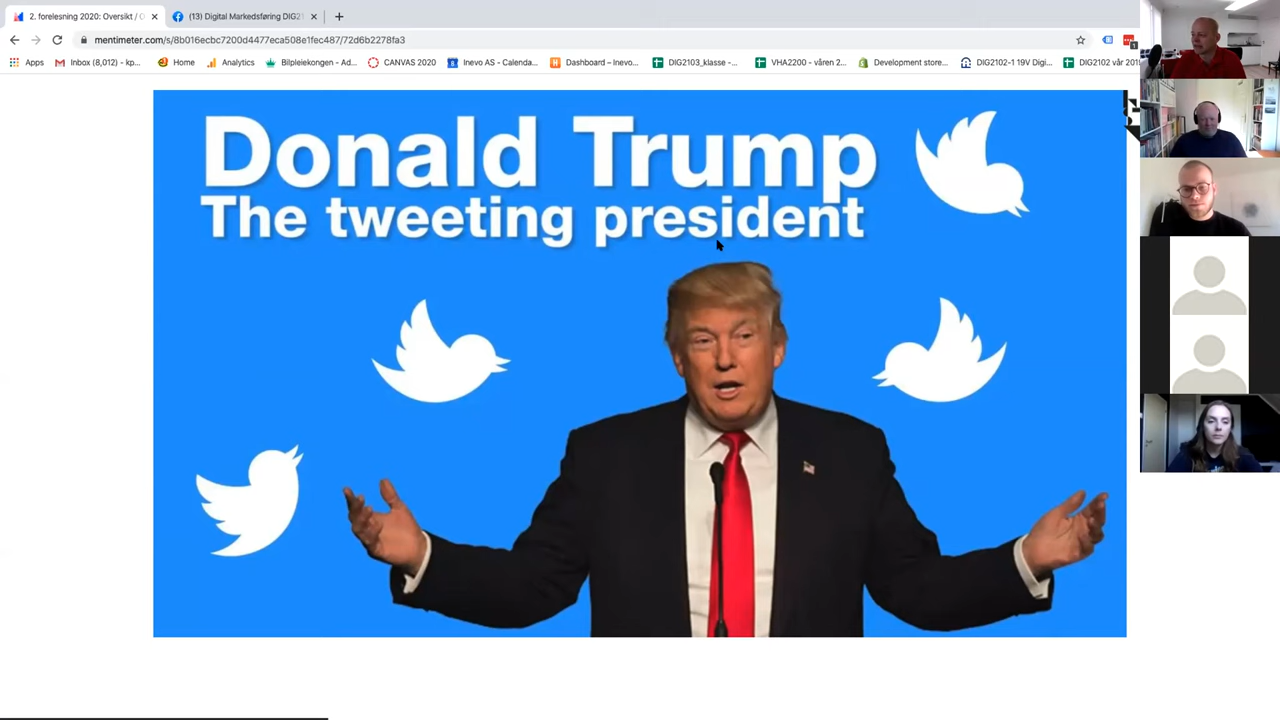 2. forelesning 2020: Oversikt / O
(13) Digital Markedsføring DIG21
mentimeter.com/s/8b016ecbc7200d4477eca508e1fec487/72d6b2278fa3
Apps
Inbox (8,012) - kp...
Home
Analytics
Bilpleiekongen - Ad...
CANVAS 2020
Inevo AS - Calenda...
Dashboard – Inevo...
DIG2103_klasse -...
VHA2200 - våren 2...
Development store...
DIG2102-1 19V Digi...
DIG2102 vår 201
Donald Trump
The tweeting president